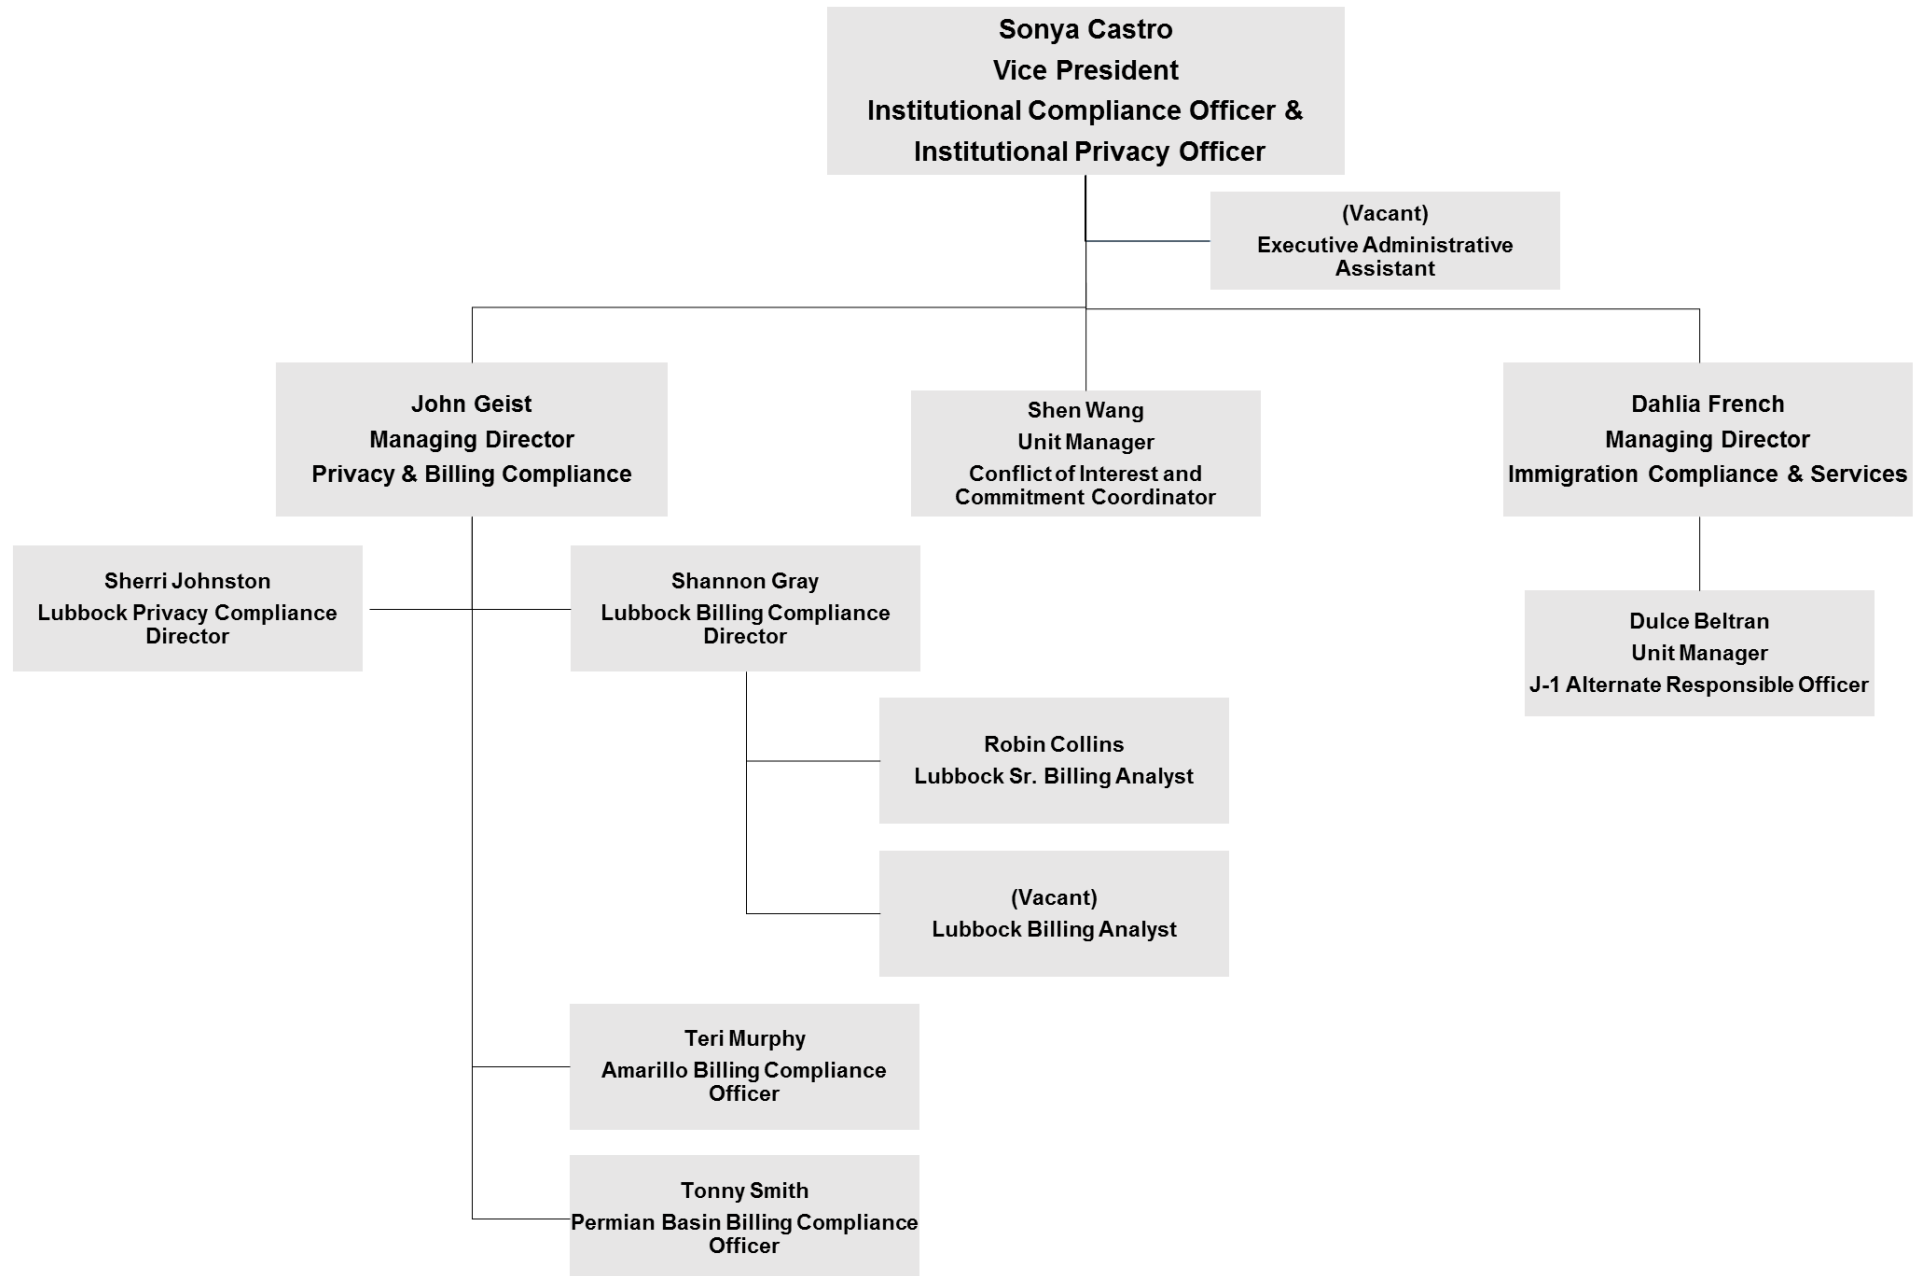 Sonya Castro
Vice President
Institutional Compliance Officer &
Institutional Privacy Officer
(Vacant)
Executive Administrative
Assistant
John Geist
Managing Director
Privacy & Billing Compliance
Shen Wang
Unit Manager
Conflict of Interest and
Commitment Coordinator
Dahlia French
Managing Director
Immigration Compliance & Services
Sherri Johnston
Lubbock Privacy Compliance
Director
Shannon Gray
Lubbock Billing Compliance
Director
Dulce Beltran
Unit Manager
J-1 Alternate Responsible Officer
Robin Collins
Lubbock Sr. Billing Analyst
(Vacant)
Lubbock Billing Analyst
Teri Murphy
Amarillo Billing Compliance
Officer
Tonny Smith
Permian Basin Billing Compliance
Officer